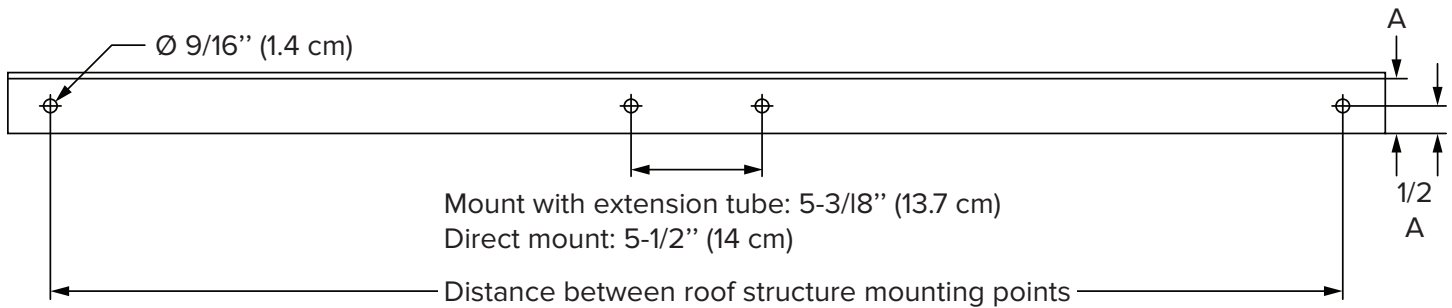 A
Ø 9/16’’ (1.4 cm)
Mount with extension tube: 5-3/l8’’ (13.7 cm)
Direct mount: 5-1/2’’ (14 cm)
1/2
A
Distance between roof structure mounting points